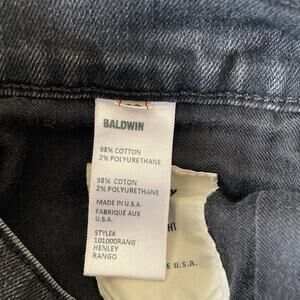 BALDWIN
98% COTTON
2% POLYURETHANE
98% COTON
2% POLYURETHANE
MADE IN U.S.A.
FABRIQUÉ AUX
U.S.A.
STYLE#
101000RANG
HENLEY
RANGO
E U.S.A.